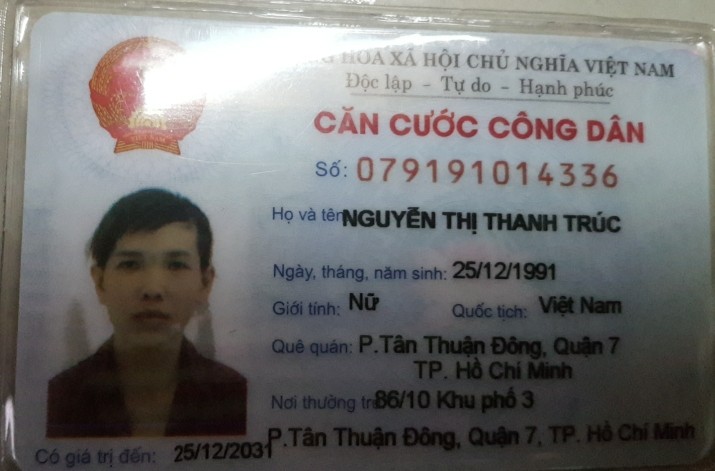 HOÀ XÃ HỘI CHỦ NGHĨA VIỆT NAM
Độc lập - Tự do - Hạnh phúc
CĂN CƯỚC CÔNG DÂN
Số: 079191014336
Họ và tên NGUYỄN THỊ THANH TRÚC
Ngày, tháng, năm sinh: 25/12/1991
Giới tính: Nữ Quốc tịch: Việt Nam
Quê quán: P.Tân Thuận Đông, Quận 7
TP. Hồ Chí Minh
Nơi thường 86/10 Khu phố 3
P.Tân Thuận Đông, Quận 7, TP. Hồ Chí Minh
Có giá trị đến: 25/12/2031